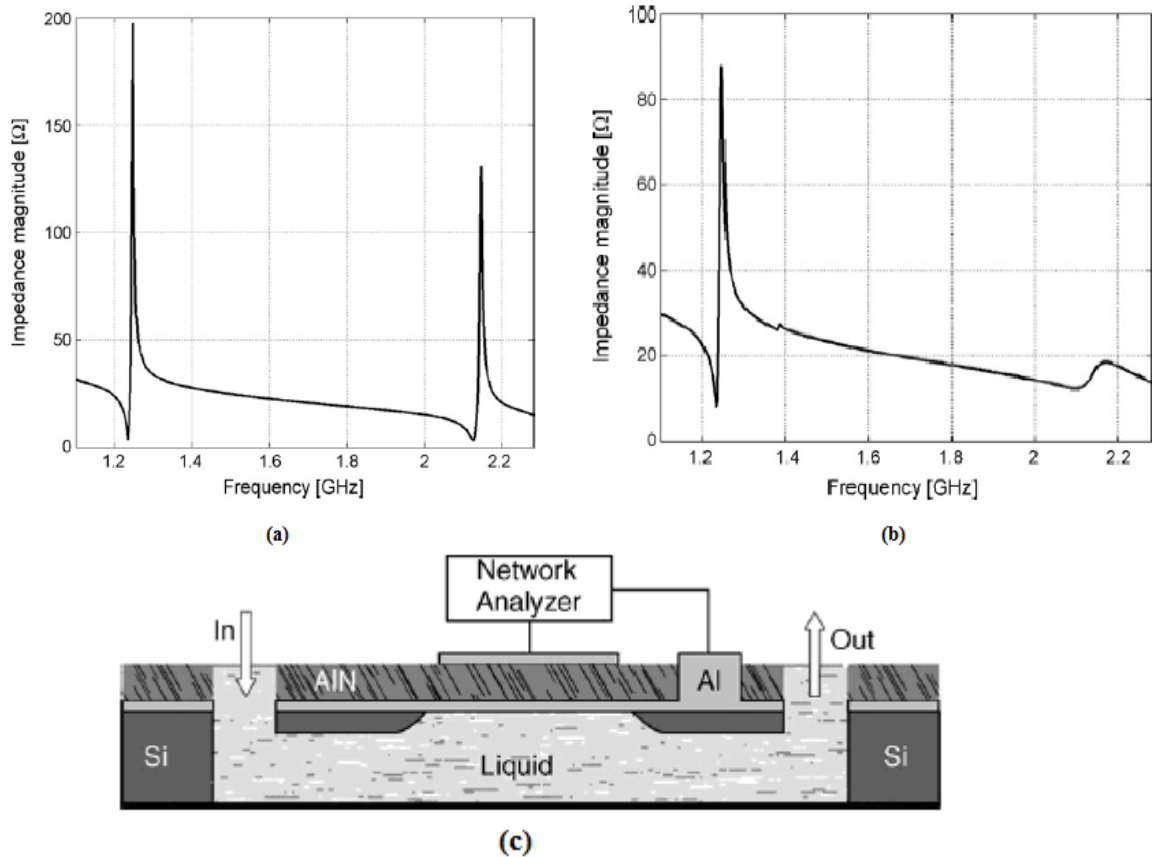 200
150
100
50
0
Impedance magnitude [Ω]
1.2
1.4
1.6
1.8
2
2.2
Frequency [GHz]
(a)
100
80
60
40
20
0
Impedance magnitude [Ω]
1.2
1.4
1.6
1.8
2
2.2
Frequency [GHz]
(b)
Network
Analyzer
In
Out
AlN
Al
Si
Liquid
Si
(c)